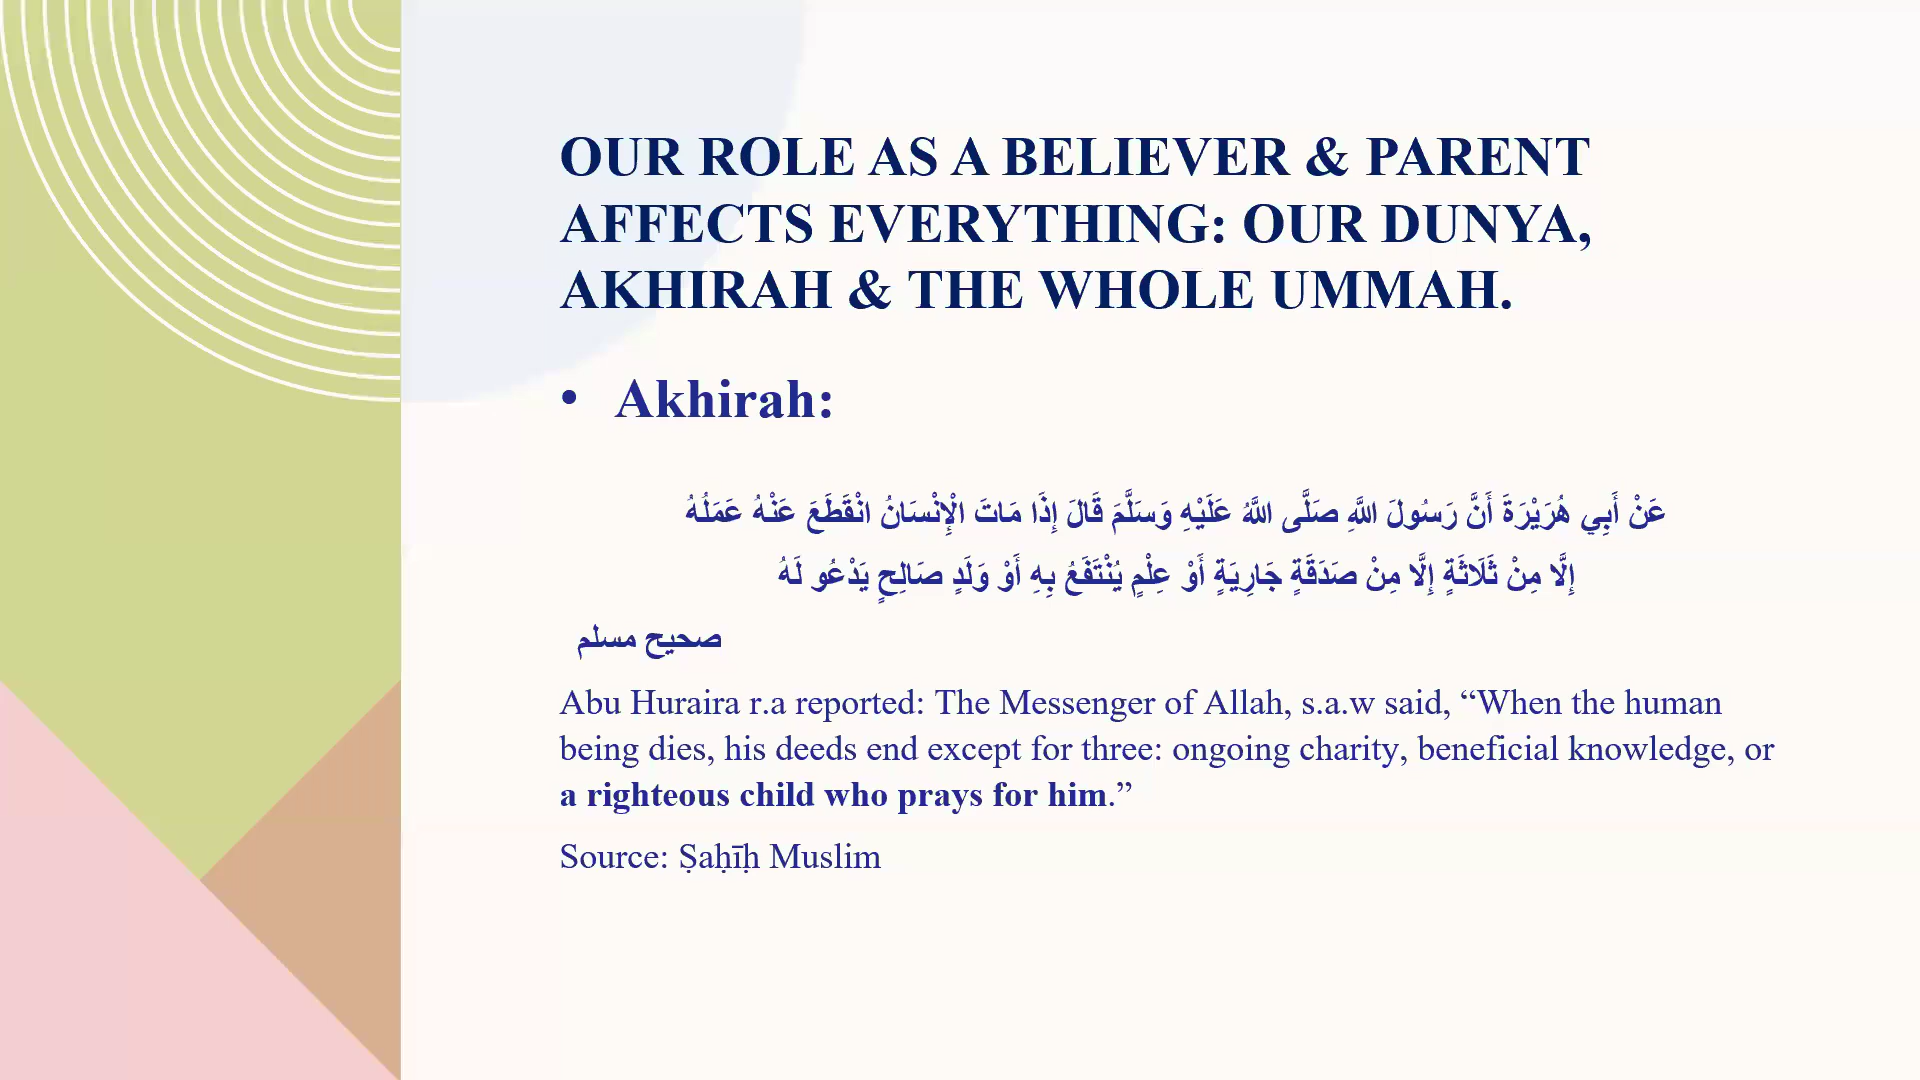 OUR ROLE AS A BELIEVER & PARENT
AFFECTS EVERYTHING: OUR DUNYA,
AKHIRAH & THE WHOLE UMMAH.
• Akhirah:
عَنْ أَبِي هُرَيْرَةَ أَنَّ رَسُولَ اللَّهِ صَلَّى اللَّهُ عَلَيْهِ وَسَلَّمَ قَالَ إِذَا مَاتَ الْإِنْسَانُ انْقَطَعَ عَنْهُ عَمَلُهُ
إِلَّا مِنْ ثَلَاثَةٍ إِلَّا مِنْ صَدَقَةٍ جَارِيَةٍ أَوْ عِلْمٍ يُنْتَفَعُ بِهِ أَوْ وَلَدٍ صَالِحٍ يَدْعُو لَهُ
صحيح مسلم
Abu Huraira r.a reported: The Messenger of Allah, s.a.w said, “When the human
being dies, his deeds end except for three: ongoing charity, beneficial knowledge, or
a righteous child who prays for him.”
Source: Ṣaḥīḥ Muslim